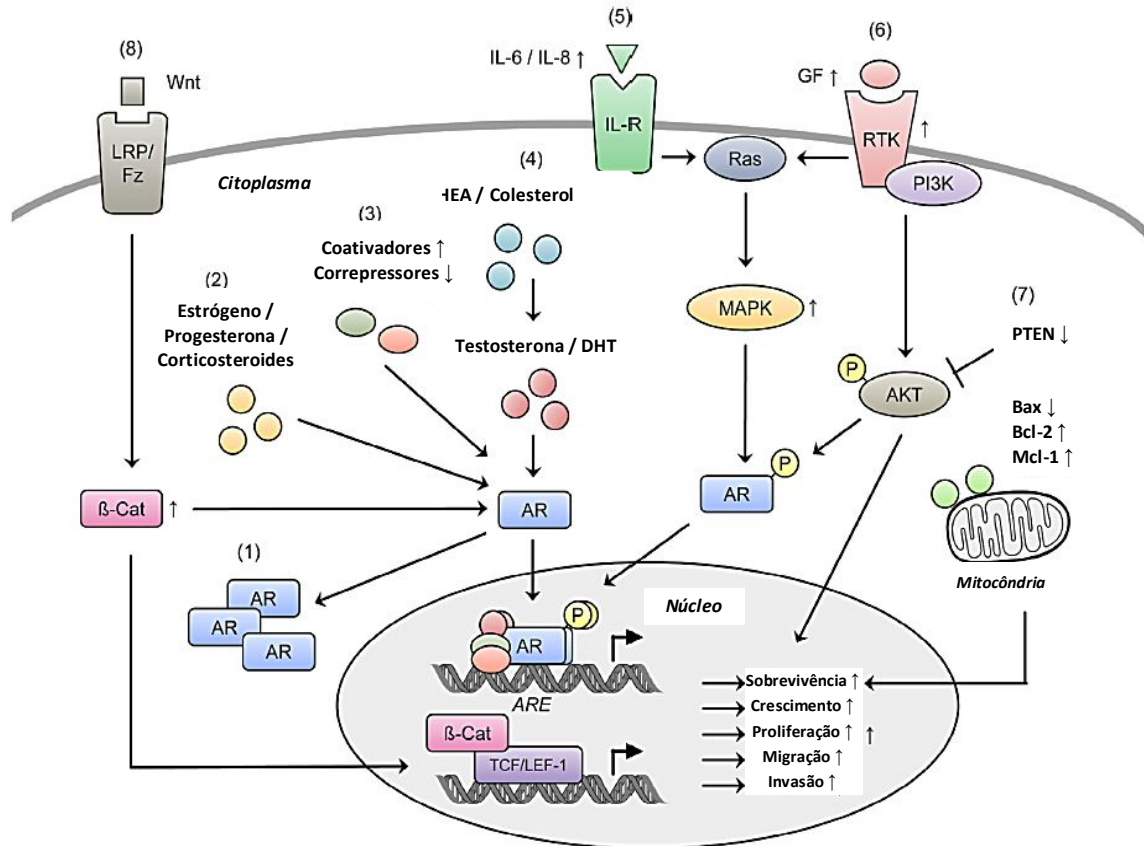 (5)
(8)
(6)
IL-6 / IL-8 ↑
Wnt
GF ↑
IL-R
RTK ↑
LRP/
Fz
Ras
(4)
Citoplasma
PI3K
HEA / Colesterol
(3)
Coativadores ↑
Correpressores ↓
(2)
(7)
Estrógeno /
Progesterona /
Corticosteroides
MAPK ↑
PTEN ↓
Testosterona / DHT
P
AKT
Bax ↓
Bcl-2 ↑
Mcl-1 ↑
P
ß-Cat ↑
AR
AR
(1)
Mitocôndria
AR
AR
AR
Núcleo
P
AR
ARE
Sobrevivência ↑
Crescimento ↑
Proliferação ↑ ↑
Migração ↑
Invasão ↑
ß-Cat
TCF/LEF-1